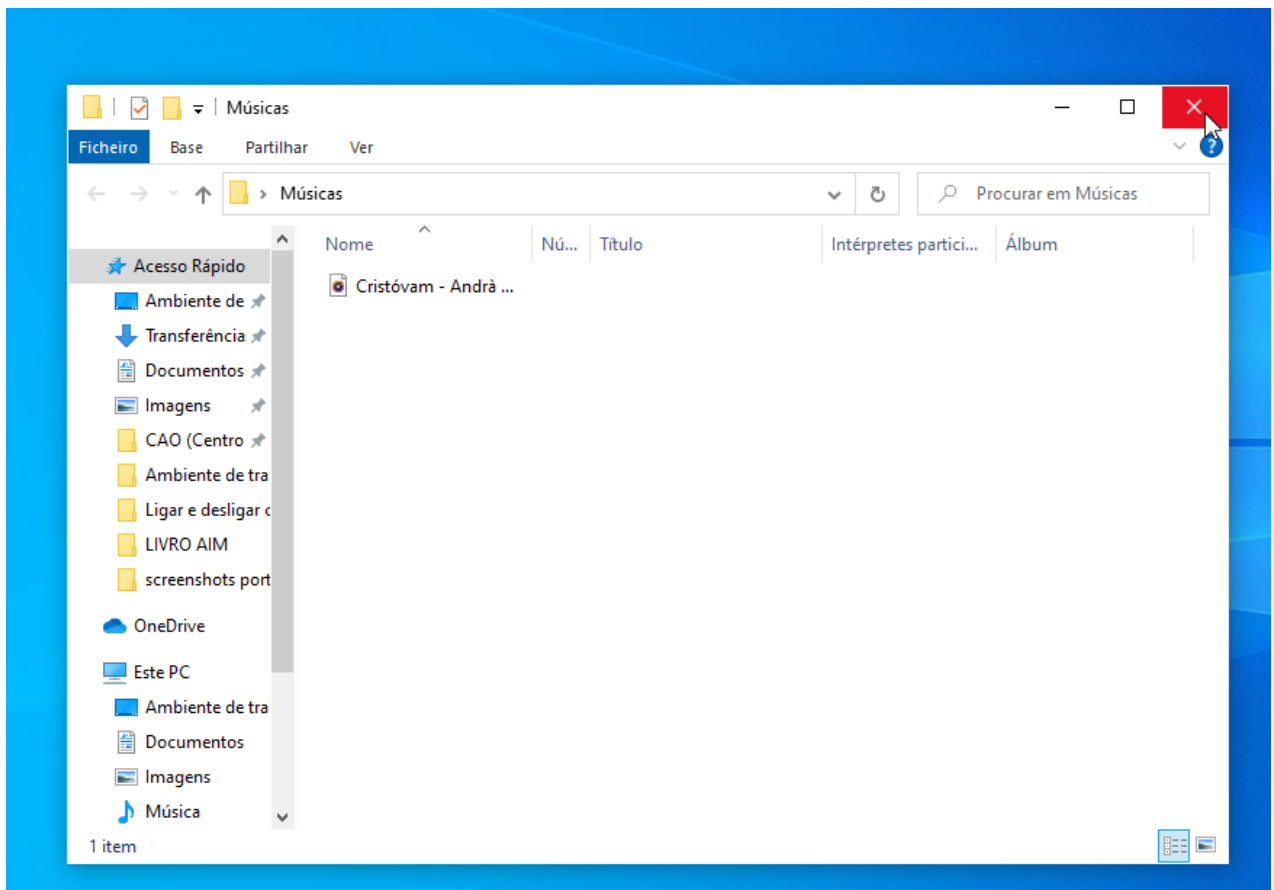 Músicas
Ficheiro Base Partilhar Ver
Músicas Procurar em Músicas
Nome Nú... Título Intérpretes partici... Álbum
Cristóvam - Andrà ...
Acesso Rápido
Ambiente de
Transferência
Documentos
Imagens
CAO (Centro
Ambiente de tra
Ligar e desligar c
LIVRO AIM
screenshots port
OneDrive
Este PC
Ambiente de tra
Documentos
Imagens
Música
1 item